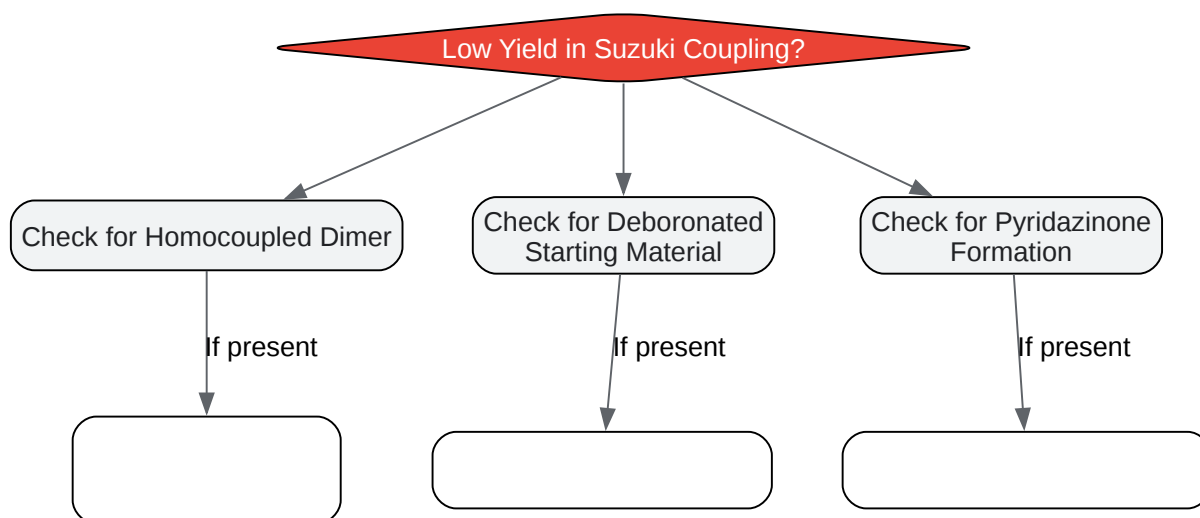 Low Yield in Suzuki Coupling?
Check for Homocoupled Dimer
Check for Deboronated
Starting Material
Check for Pyridazinone
Formation
If present
If present
If present